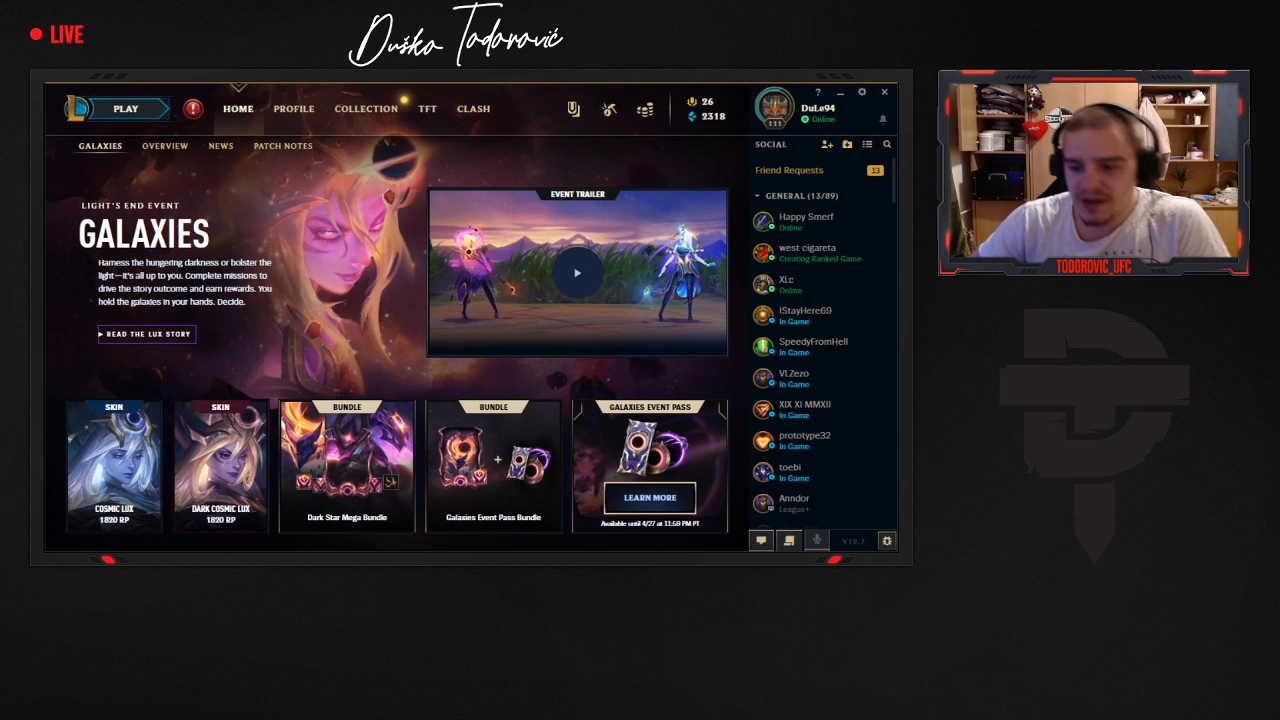 LIVE
Duško Todorović
PLAY
HOME
PROFILE
COLLECTION
TFT
CLASH
26
2318
?
DuLe94
Online
111
GALAXIES
OVERVIEW
NEWS
PATCH NOTES
SOCIAL
Friend Requests
13
GENERAL (13/89)
Happy Smerf
Online
west cigareta
Creating Ranked Game
XLc
Online
IStayHere69
In Game
SpeedyFromHell
In Game
VLZezo
In Game
XIX XI MMXII
In Game
prototype32
In Game
toebi
In Game
Anndor
League+
V10.7
LIGHT'S END EVENT
GALAXIES
Harness the hungering darkness or bolster the
light—it's all up to you. Complete missions to
drive the story outcome and earn rewards. You
hold the galaxies in your hands. Decide.
READ THE LUX STORY
EVENT TRAILER
SKIN
COSMIC LUX
1820 RP
SKIN
DARK COSMIC LUX
1820 RP
BUNDLE
Dark Star Mega Bundle
BUNDLE
+
Galaxies Event Pass Bundle
GALAXIES EVENT PASS
LEARN MORE
Available until 4/27 at 11:59 PM PT
TODOROVIC_UFC